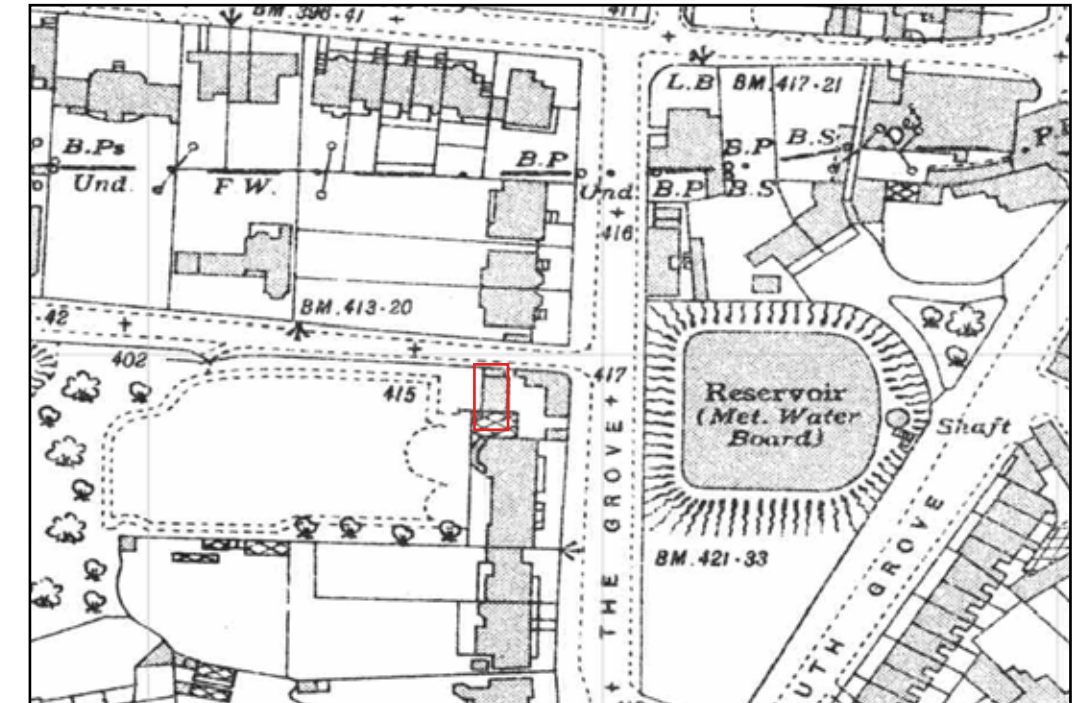 BM.396.41
411
L.B
BM.417.21
B.S
B.P
B.Ps
B.P
Und.
F.W.
Und
B.P
B.S
416
BM.413.20
.42
402
415
417
Reservoir
(Met. Water
Board)
Shaft
THE GROVE
BM.421.33
UTH GROVE